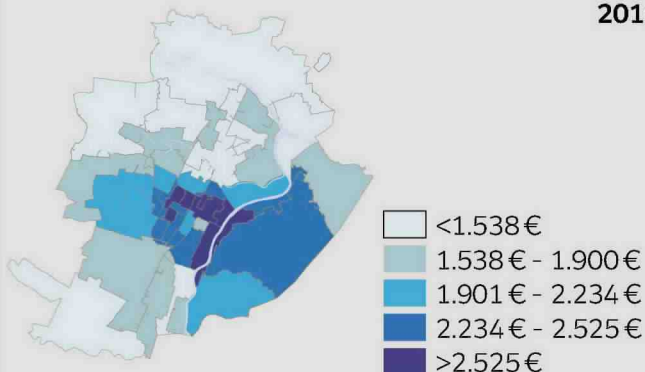 201
<1.538 €
1.538 € - 1.900 €
1.901 € - 2.234 €
2.234 € - 2.525 €
>2.525 €